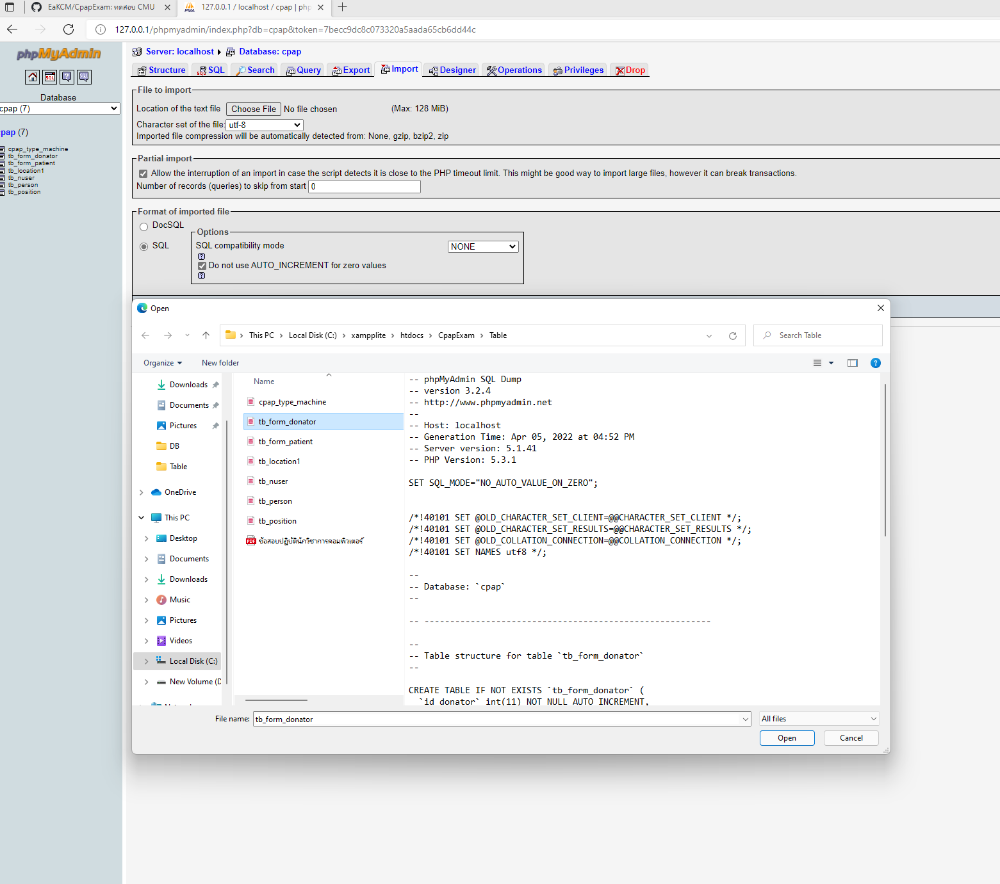 EaKCM/CpapExam: ทดสอบ CMU
127.0.0.1 / localhost / cpap | php
127.0.0.1/phpmyadmin/index.php?db=cpap&token=7becc9dc8c073320a5aada65cb6dd44c
phpMyAdmin
Database
cpap (7)
cpap (7)
cpap_type_machine
tb_form_donator
tb_form_patient
tb_location1
tb_nuser
tb_person
tb_position
Server: localhost Database: cpap
Structure SQL Search Query Export Import Designer Operations Privileges Drop
File to import
Location of the text file Choose File No file chosen (Max: 128 MiB)
Character set of the file: utf-8
Imported file compression will be automatically detected from: None, gzip, bzip2, zip
Partial import
Allow the interruption of an import in case the script detects it is close to the PHP timeout limit. This might be good way to import large files, however it can break transactions.
Number of records (queries) to skip from start 0
Format of imported file
DocSQL
SQL
Options
SQL compatibility mode NONE
Do not use AUTO_INCREMENT for zero values
Open
This PC › Local Disk (C:) › xampplite › htdocs › CpapExam › Table
Search Table
Organize New folder
Downloads
Documents
Pictures
DB
Table
OneDrive
This PC
Desktop
Documents
Downloads
Music
Pictures
Videos
Local Disk (C:)
New Volume (D
Name
cpap_type_machine
tb_form_donator
tb_form_patient
tb_location1
tb_nuser
tb_person
tb_position
PDF ข้อสอบปฏิบัตินักวิชาการคอมพิวเตอร์
-- phpMyAdmin SQL Dump
-- version 3.2.4
-- http://www.phpmyadmin.net
--
-- Host: localhost
-- Generation Time: Apr 05, 2022 at 04:52 PM
-- Server version: 5.1.41
-- PHP Version: 5.3.1
SET SQL_MODE="NO_AUTO_VALUE_ON_ZERO";
/*!40101 SET @OLD_CHARACTER_SET_CLIENT=@@CHARACTER_SET_CLIENT */;
/*!40101 SET @OLD_CHARACTER_SET_RESULTS=@@CHARACTER_SET_RESULTS */;
/*!40101 SET @OLD_COLLATION_CONNECTION=@@COLLATION_CONNECTION */;
/*!40101 SET NAMES utf8 */;
--
-- Database: `cpap`
--
-- --------------------------------------------------------
--
-- Table structure for table `tb_form_donator`
--
CREATE TABLE IF NOT EXISTS `tb_form_donator` (
`id_donator` int(11) NOT NULL AUTO_INCREMENT,
File name: tb_form_donator All files
Open Cancel